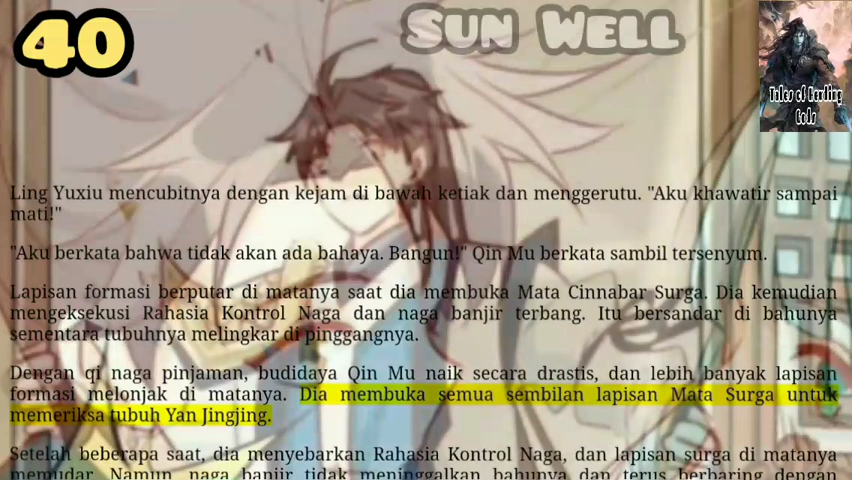 40
SUN WELL
Tales of Herding
Gods
Ling Yuxiu mencubitnya dengan kejam di bawah ketiak dan menggerutu. "Aku khawatir sampai
mati!"
"Aku berkata bahwa tidak akan ada bahaya. Bangun!" Qin Mu berkata sambil tersenyum.
Lapisan formasi berputar di matanya saat dia membuka Mata Cinnabar Surga. Dia kemudian
mengeksekusi Rahasia Kontrol Naga dan naga banjir terbang. Itu bersandar di bahunya
sementara tubuhnya melingkar di pinggangnya.
Dengan qi naga pinjaman, budidaya Qin Mu naik secara drastis, dan lebih banyak lapisan
formasi melonjak di matanya. Dia membuka semua sembilan lapisan Mata Surga untuk
memeriksa tubuh Yan Jingjing.
Setelah beberapa saat, dia menyebarkan Rahasia Kontrol Naga, dan lapisan surga di matanya
memudar. Namun, naga banjir tidak meninggalkan bahunya dan terus berbaring dengan